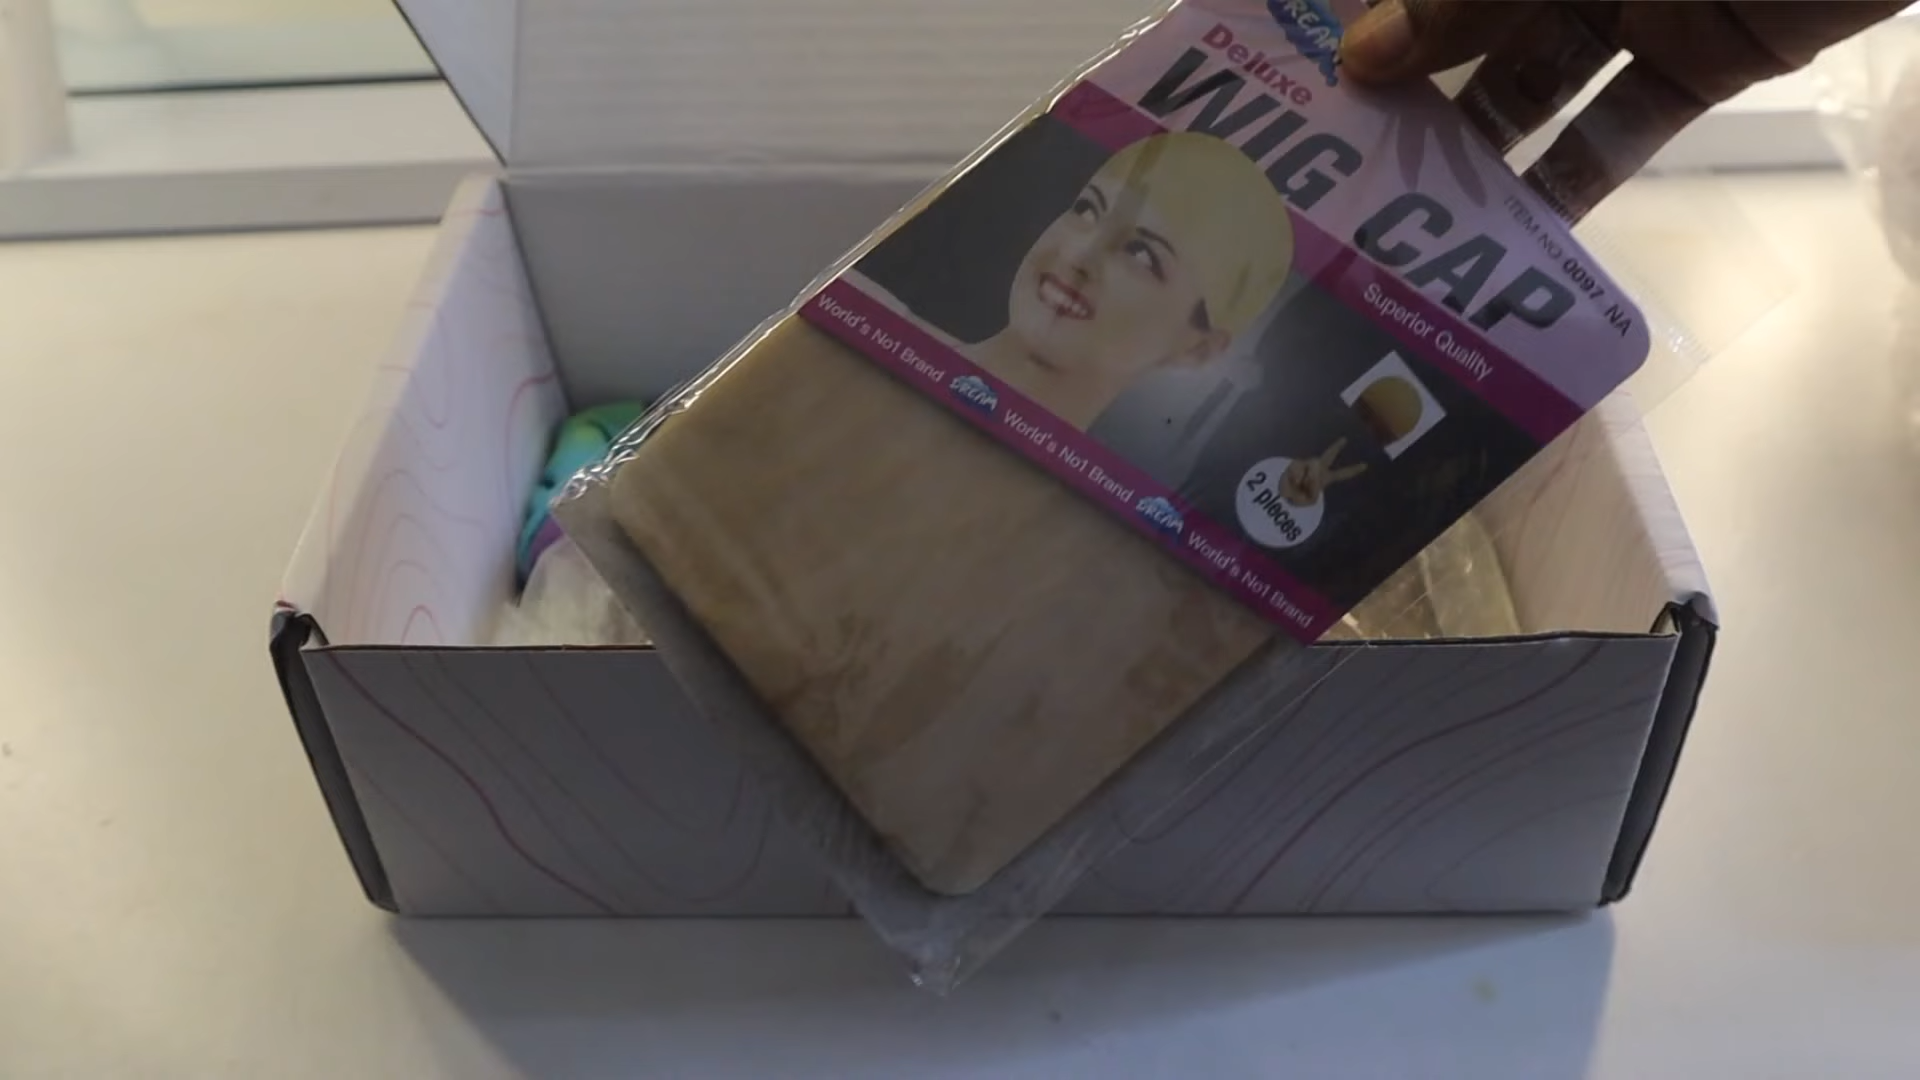 DREAM
Deluxe
WIG CAP
ITEM NO 0097 NA
Superior Quality
2 pieces
World's No1 Brand DREAM World's No1 Brand DREAM World's No1 Brand